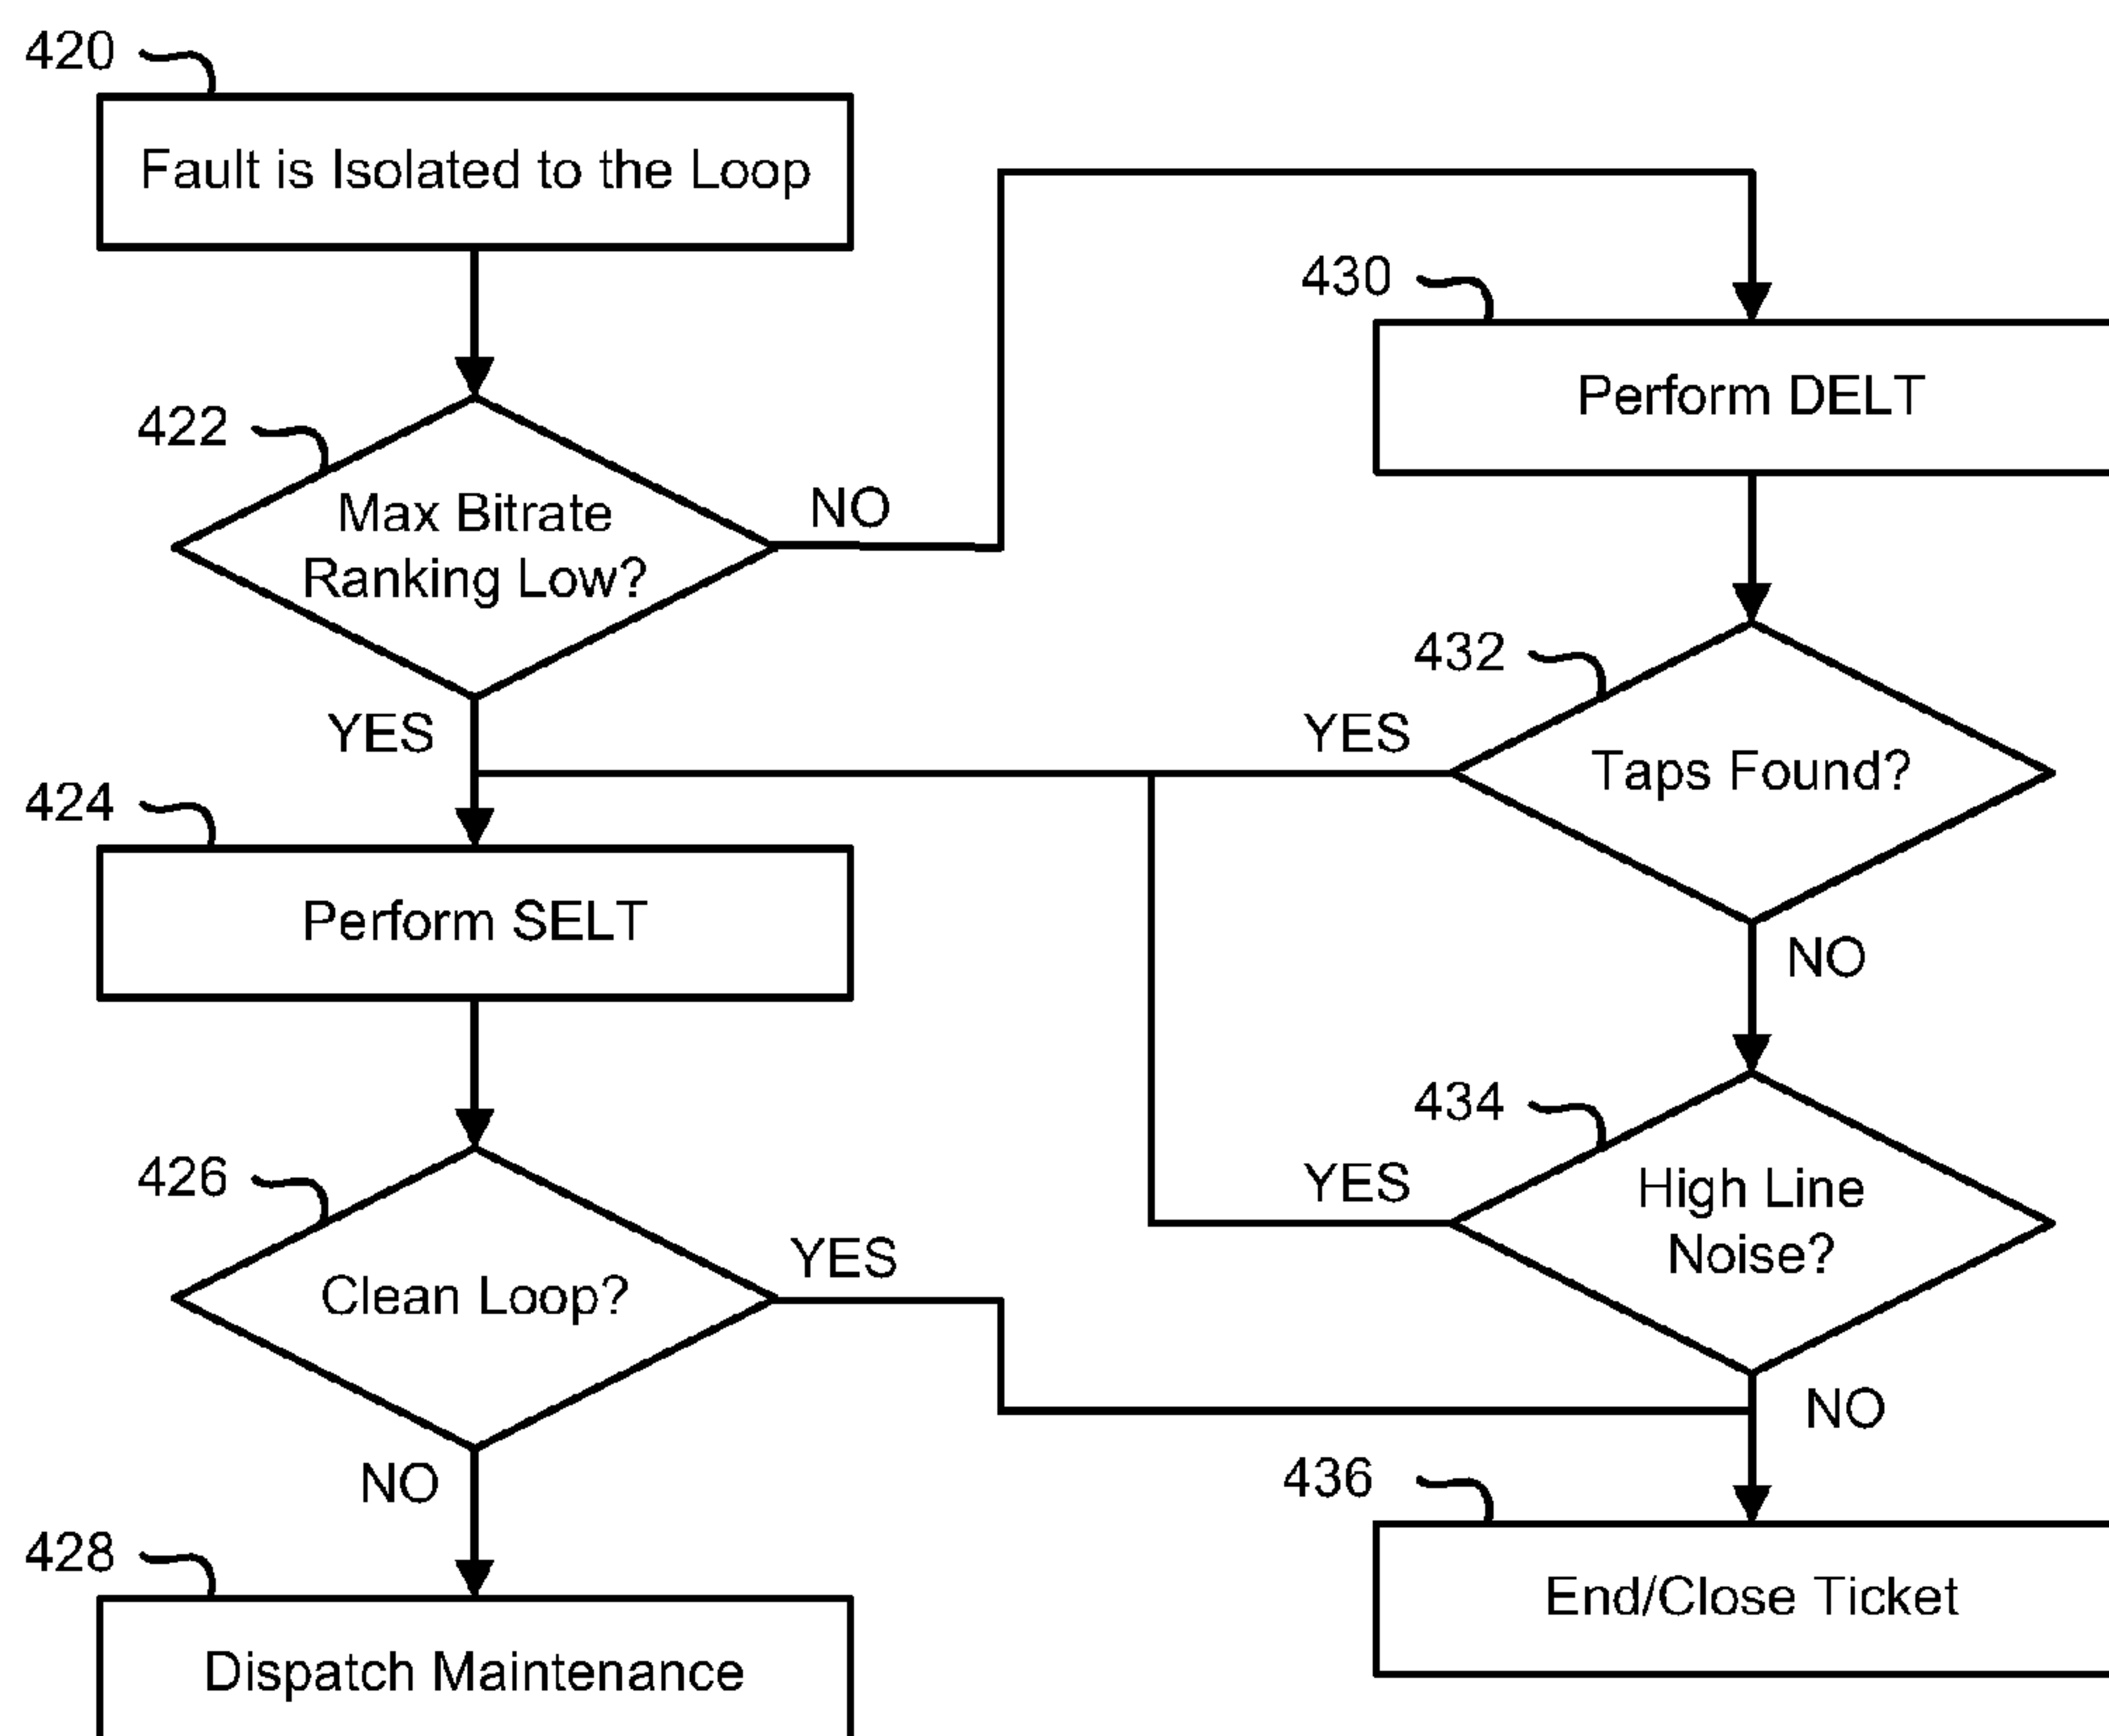 420
Fault is Isolated to the Loop
422
Max Bitrate
Ranking Low?
NO
YES
424
Perform SELT
426
Clean Loop?
YES
NO
428
Dispatch Maintenance
430
Perform DELT
432
Taps Found?
YES
NO
434
High Line
Noise?
YES
NO
436
End/Close Ticket